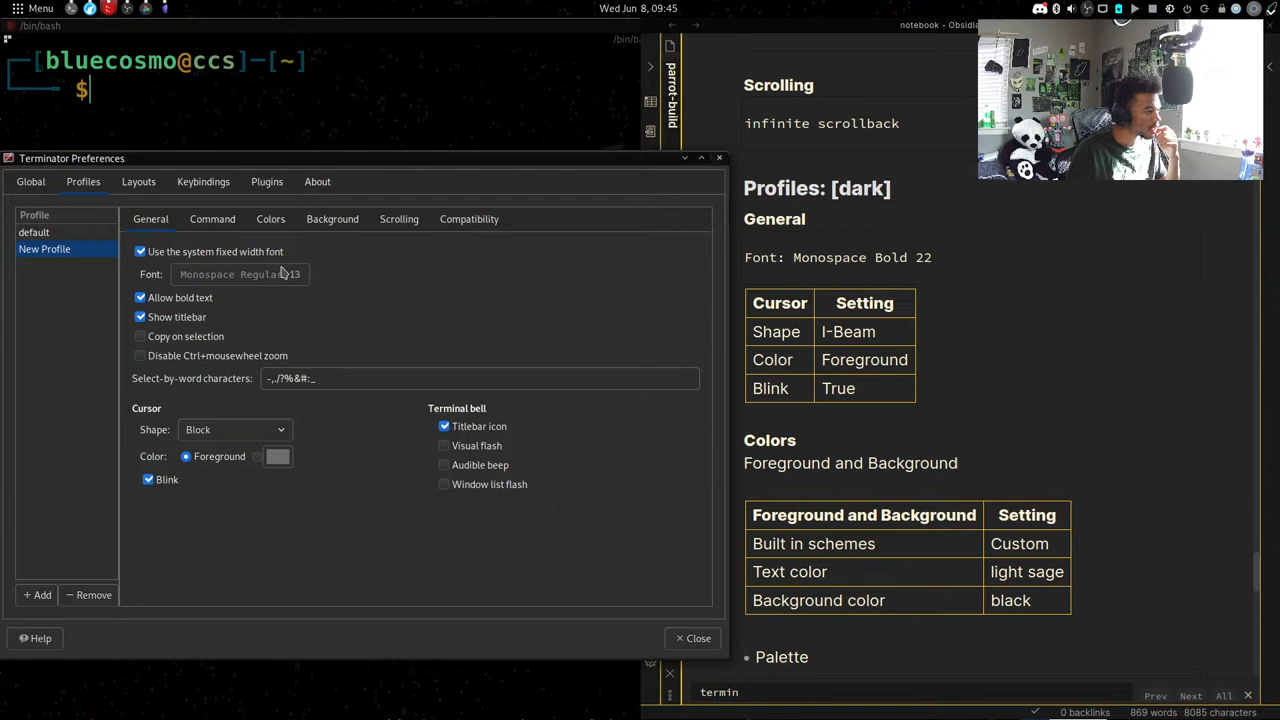 Menu
Wed Jun 8, 09:45
/bin/bash
/bin/b
┌─[bluecosmo@ccs]─[~]
└──╼ $
Terminator Preferences
Global Profiles Layouts Keybindings Plugins About
Profile
default
New Profile
General Command Colors Background Scrolling Compatibility
Use the system fixed width font
Font: Monospace Regular 13
Allow bold text
Show titlebar
Copy on selection
Disable Ctrl+mousewheel zoom
Select-by-word characters: -,./?%&#:_
Cursor
Shape: Block
Color: Foreground
Blink
Terminal bell
Titlebar icon
Visual flash
Audible beep
Window list flash
+ Add − Remove
Help
× Close
notebook - Obsidian
parrot-build
Scrolling
infinite scrollback
Profiles: [dark]
General
Font: Monospace Bold 22
Cursor Setting
Shape I-Beam
Color Foreground
Blink True
Colors
Foreground and Background
Foreground and Background Setting
Built in schemes Custom
Text color light sage
Background color black
• Palette
termin
Prev Next All ×
0 backlinks 869 words 8085 characters